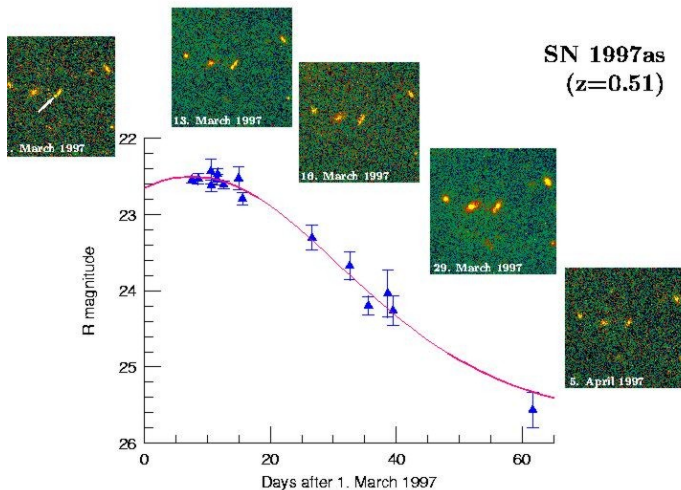 SN 1997as
(z=0.51)
. March 1997
13. March 1997
16. March 1997
29. March 1997
5. April 1997
22
23
24
25
26
R magnitude
0
20
40
60
Days after 1. March 1997